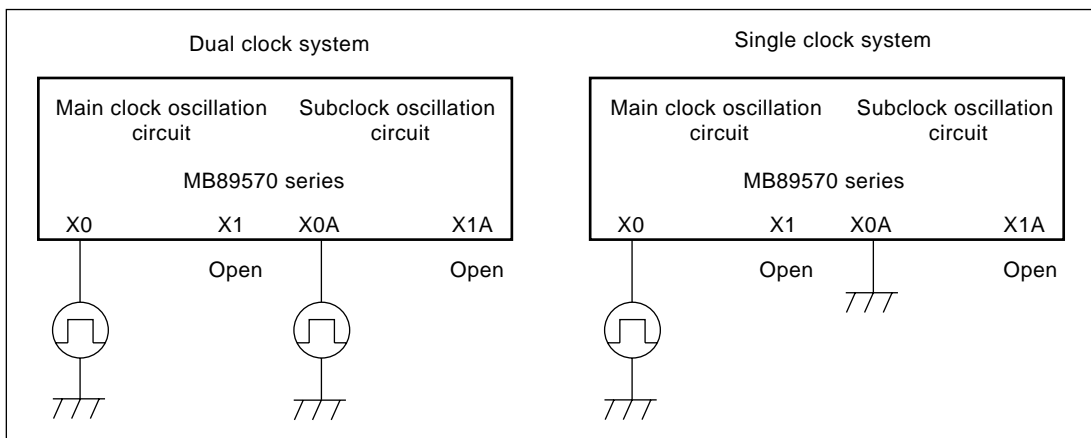 Dual clock system
Main clock oscillation
circuit
Subclock oscillation
circuit
MB89570 series
X0
X1
X0A
X1A
Open
Open
Single clock system
Main clock oscillation
circuit
Subclock oscillation
circuit
MB89570 series
X0
X1
X0A
X1A
Open
Open